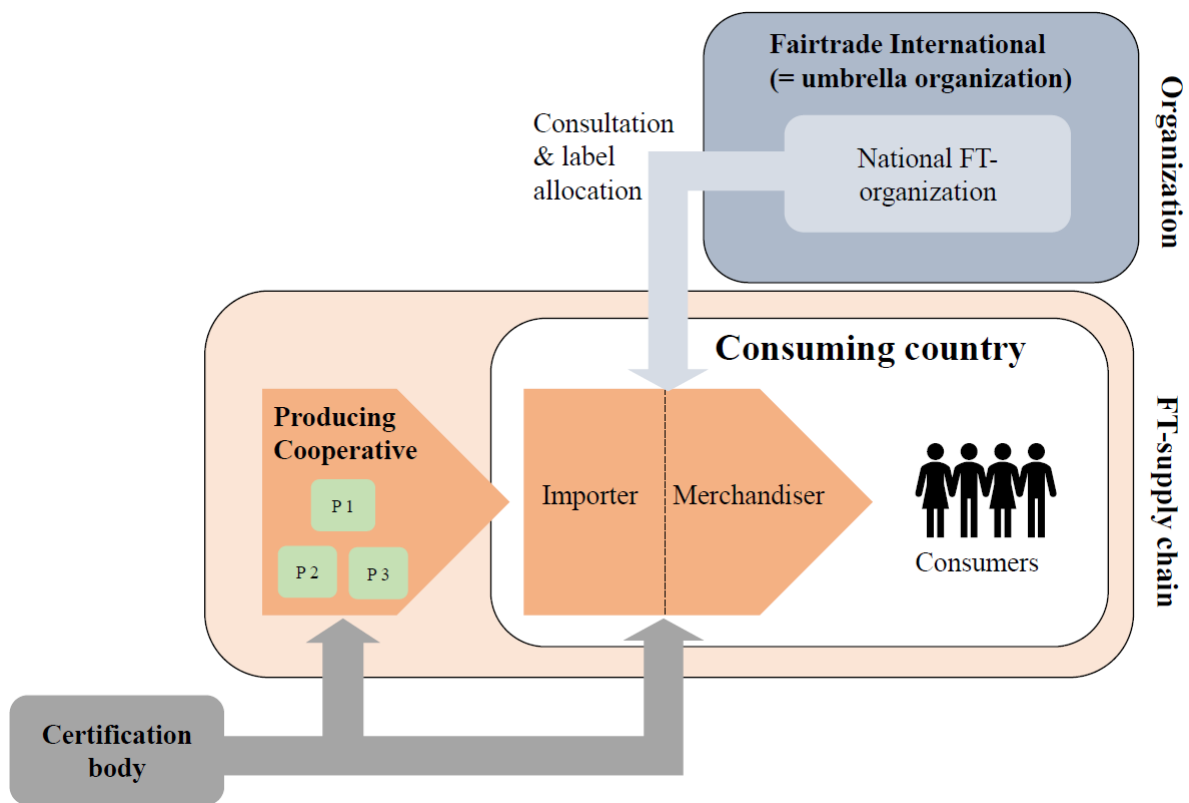 Fairtrade International
(= umbrella organization)
National FT-
organization
Organization
Consultation
& label
allocation
Consuming country
Producing
Cooperative
P 1
P 2
P 3
Importer
Merchandiser
Consumers
FT-supply chain
Certification
body